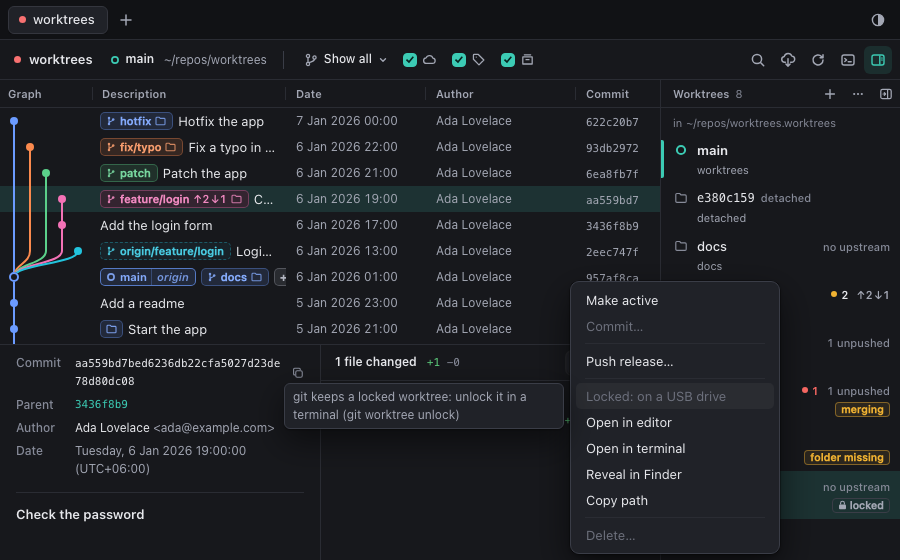 worktrees
worktrees main ~/repos/worktrees Show all
Graph Description Date Author Commit
hotfix Hotfix the app 7 Jan 2026 00:00 Ada Lovelace 622c20b7
fix/typo Fix a typo in ... 6 Jan 2026 22:00 Ada Lovelace 93db2972
patch Patch the app 6 Jan 2026 21:00 Ada Lovelace 6ea8fb7f
feature/login ↑2↓1 C... 6 Jan 2026 19:00 Ada Lovelace aa559bd7
Add the login form 6 Jan 2026 17:00 Ada Lovelace 3436f8b9
origin/feature/login Logi... 6 Jan 2026 13:00 Ada Lovelace 2eec747f
main origin docs 6 Jan 2026 01:00 Ada Lovelace 957af8ca
Add a readme 5 Jan 2026 23:00 Ada Lovelace
Start the app 5 Jan 2026 21:00 Ada Lovelace
Worktrees 8
in ~/repos/worktrees.worktrees
main
worktrees
e380c159 detached
detached
docs no upstream
docs
2 ↑2↓1
1 unpushed
1 1 unpushed
merging
folder missing
no upstream
locked
Make active
Commit...
Push release...
Locked: on a USB drive
Open in editor
Open in terminal
Reveal in Finder
Copy path
Delete...
Commit aa559bd7bed6236db22cfa5027d23de
78d80dc08
Parent 3436f8b9
Author Ada Lovelace <ada@example.com>
Date Tuesday, 6 Jan 2026 19:00:00
(UTC+06:00)
Check the password
1 file changed +1 −0
git keeps a locked worktree: unlock it in a
terminal (git worktree unlock)